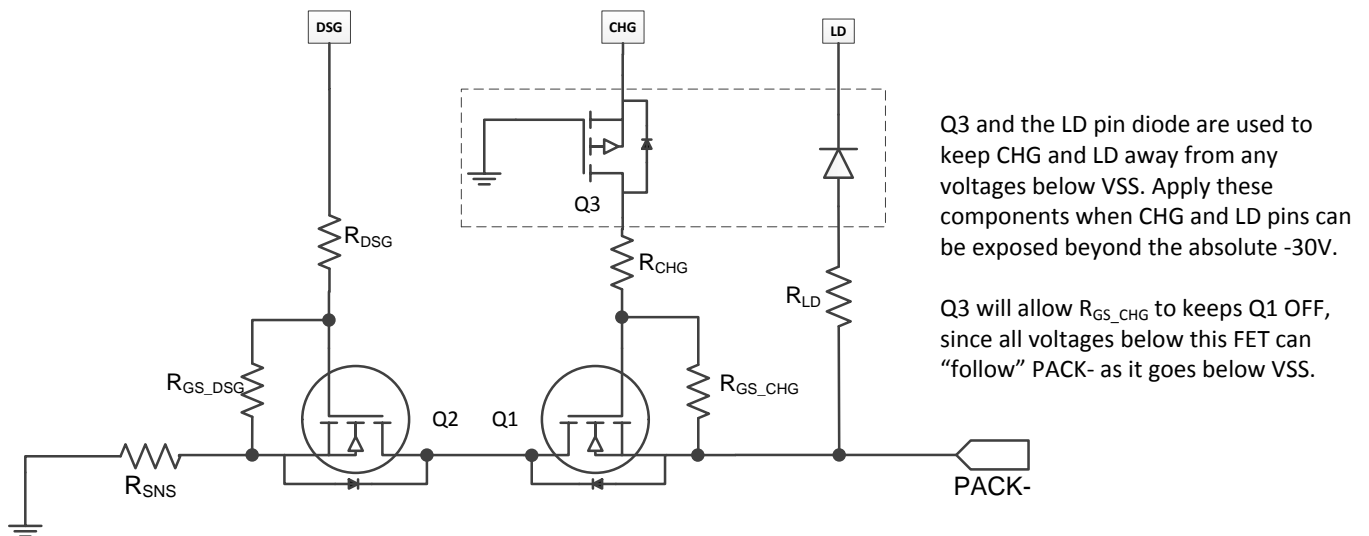 DSG
CHG
LD
Q3 and the LD pin diode are used to
keep CHG and LD away from any
voltages below VSS. Apply these
components when CHG and LD pins can
be exposed beyond the absolute -30V.
Q3 will allow RGS_CHG to keeps Q1 OFF,
since all voltages below this FET can
“follow” PACK- as it goes below VSS.
Q3
RDSG
RCHG
RLD
RGS_DSG
RGS_CHG
Q2
Q1
RSNS
PACK-